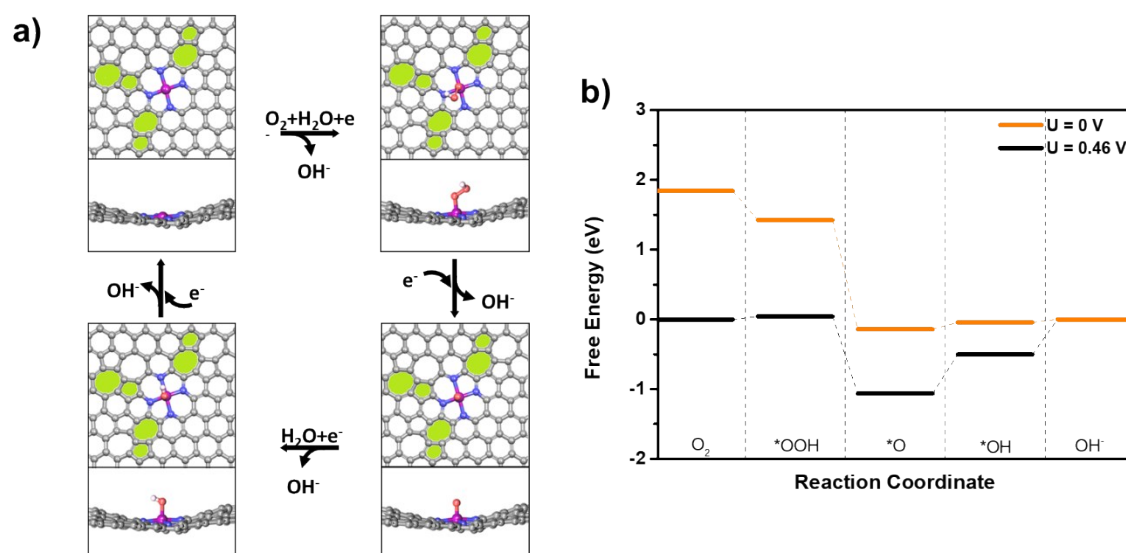 a)
O₂+H₂O+e
-
OH⁻
e⁻
OH⁻
H₂O+e⁻
OH⁻
OH⁻
e⁻
b)
U = 0 V
U = 0.46 V
Free Energy (eV)
3
2
1
0
-1
-2
O₂ *OOH *O *OH OH⁻
Reaction Coordinate